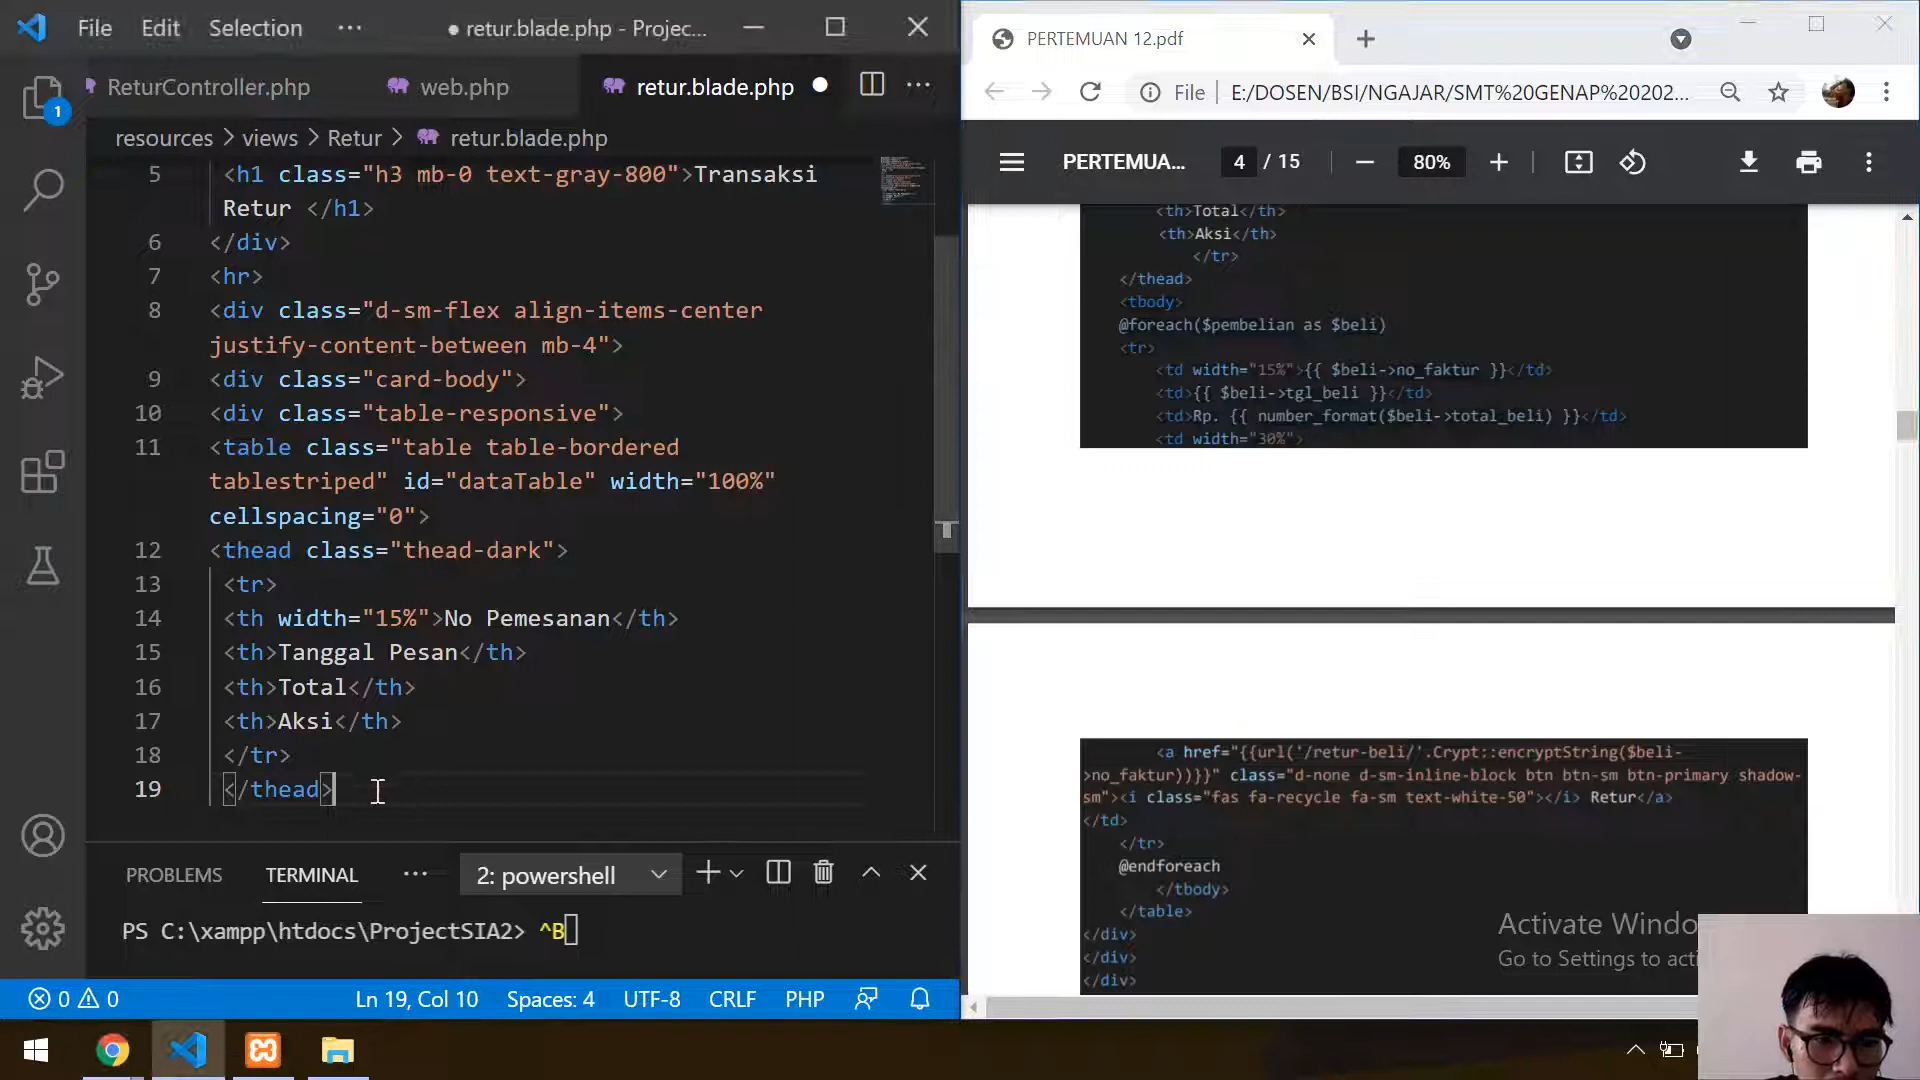 File Edit Selection ··· ● retur.blade.php - Projec...
ReturController.php web.php retur.blade.php ● ···
resources > views > Retur > retur.blade.php
5 <h1 class="h3 mb-0 text-gray-800">Transaksi
Retur </h1>
6 </div>
7 <hr>
8 <div class="d-sm-flex align-items-center
justify-content-between mb-4">
9 <div class="card-body">
10 <div class="table-responsive">
11 <table class="table table-bordered
tablestriped" id="dataTable" width="100%"
cellspacing="0">
12 <thead class="thead-dark">
13 <tr>
14 <th width="15%">No Pemesanan</th>
15 <th>Tanggal Pesan</th>
16 <th>Total</th>
17 <th>Aksi</th>
18 </tr>
19 </thead>
1
PROBLEMS TERMINAL ··· 2: powershell
PS C:\xampp\htdocs\ProjectSIA2> ^B
0 0 Ln 19, Col 10 Spaces: 4 UTF-8 CRLF PHP
PERTEMUAN 12.pdf
File | E:/DOSEN/BSI/NGAJAR/SMT%20GENAP%20202...
PERTEMUA... 4 / 15 80%
<th>Total</th>
<th>Aksi</th>
</tr>
</thead>
<tbody>
@foreach($pembelian as $beli)
<tr>
<td width="15%">{{ $beli->no_faktur }}</td>
<td>{{ $beli->tgl_beli }}</td>
<td>Rp. {{ number_format($beli->total_beli) }}</td>
<td width="30%">
<a href="{{url('/retur-beli/'.Crypt::encryptString($beli-
>no_faktur))}}" class="d-none d-sm-inline-block btn btn-sm btn-primary shadow-
sm"><i class="fas fa-recycle fa-sm text-white-50"></i> Retur</a>
</td>
</tr>
@endforeach
</tbody>
</table>
</div>
</div>
</div>
Activate Windo
Go to Settings to acti